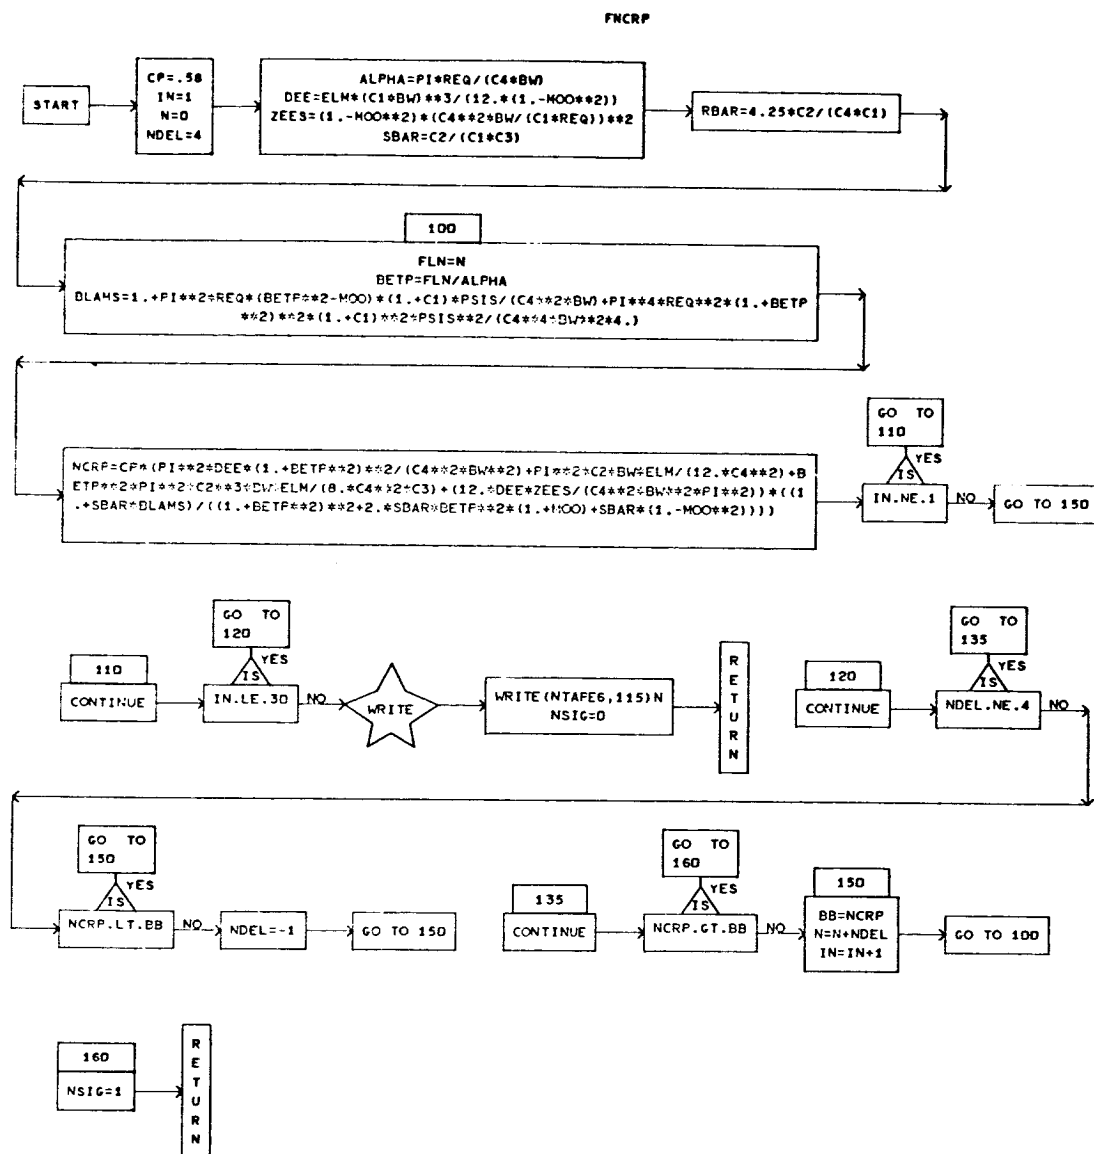 FNCRP
START
CP=.58
IN=1
N=0
NDEL=4
ALPHA=PI*REQ/(C4*BW)
DEE=ELM*(C1*BW)**3/(12.*(1.-MOO**2))
ZEES=(1.-MOO**2)*(C4**2*BW/(C1*REQ))**2
SBAR=C2/(C1*C3)
RBAR=4.25*C2/(C4*C1)
100
FLN=N
BETP=FLN/ALPHA
BLAMS=1.+PI**2*REQ*(BETP**2-MOO)*(1.+C1)*PSIS/(C4**2*BW)+PI**4*REQ**2*(1.+BETP
**2)**2*(1.+C1)**2*PSIS**2/(C4**4*BW**2*4.)
NCRP=CP*(PI**2*DEE*(1.+BETP**2)**2/(C4**2*BW**2)+PI**2*C2*BW*ELM/(12.*C4**2)+B
ETP**2*PI**2*C2**3*BW*ELM/(8.*C4**2*C3)+(12.*DEE*ZEES/(C4**2*BW**2*PI**2))*((1
.+SBAR*BLAMS)/((1.+BETP**2)**2+2.*SBAR*BETP**2*(1.+MOO)+SBAR*(1.-MOO**2))))
GO TO
110
YES
IS
IN.NE.1
NO
GO TO 150
110
CONTINUE
GO TO
120
YES
IS
IN.LE.30
NO
WRITE
WRITE(NTAPE6,115)N
NSIG=0
RETURN
120
CONTINUE
GO TO
135
YES
IS
NDEL.NE.4
NO
GO TO
150
YES
IS
NCRP.LT.BB
NO
NDEL=-1
GO TO 150
135
CONTINUE
GO TO
160
YES
IS
NCRP.GT.BB
NO
150
BB=NCRP
N=N+NDEL
IN=IN+1
GO TO 100
160
NSIG=1
RETURN